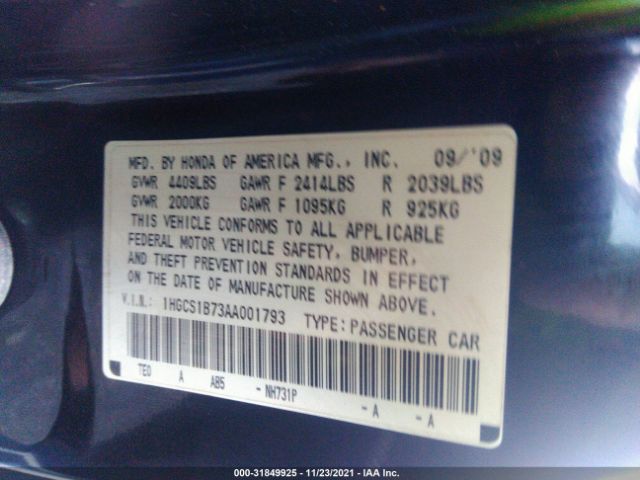 MFD. BY HONDA OF AMERICA MFG., INC. 09/'09
GVWR 4409LBS GAWR F 2414LBS R 2039LBS
GVWR 2000KG GAWR F 1095KG R 925KG
THIS VEHICLE CONFORMS TO ALL APPLICABLE
FEDERAL MOTOR VEHICLE SAFETY, BUMPER,
AND THEFT PREVENTION STANDARDS IN EFFECT
ON THE DATE OF MANUFACTURE SHOWN ABOVE.
V.I.N.: 1HGCS1B73AA001793 TYPE:PASSENGER CAR
TE0 A AB5 - NH731P - A - A
000-31849925 - 11/23/2021 - IAA Inc.